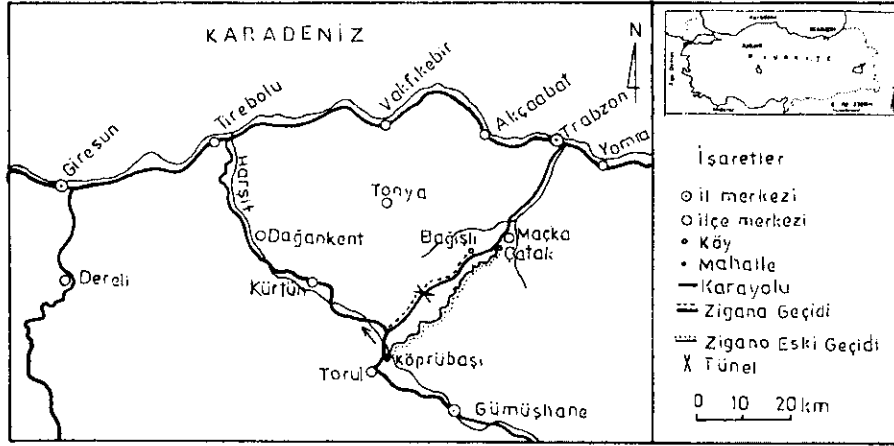 KARADENİZ
N
Giresun
Tirebolu
Vakfıkebir
Akçaabat
Trabzon
Yomra
Harşit
Tonya
Dağankent
Bağışlı
Maçka
Çatak
Dereli
Kürtün
Köprübaşı
Torul
Gümüşhane
İşaretler
il merkezi
ilçe merkezi
Köy
Mahalle
Karayolu
Zigana Geçidi
Zigano Eski Geçidi
Tünel
0 10 20 km